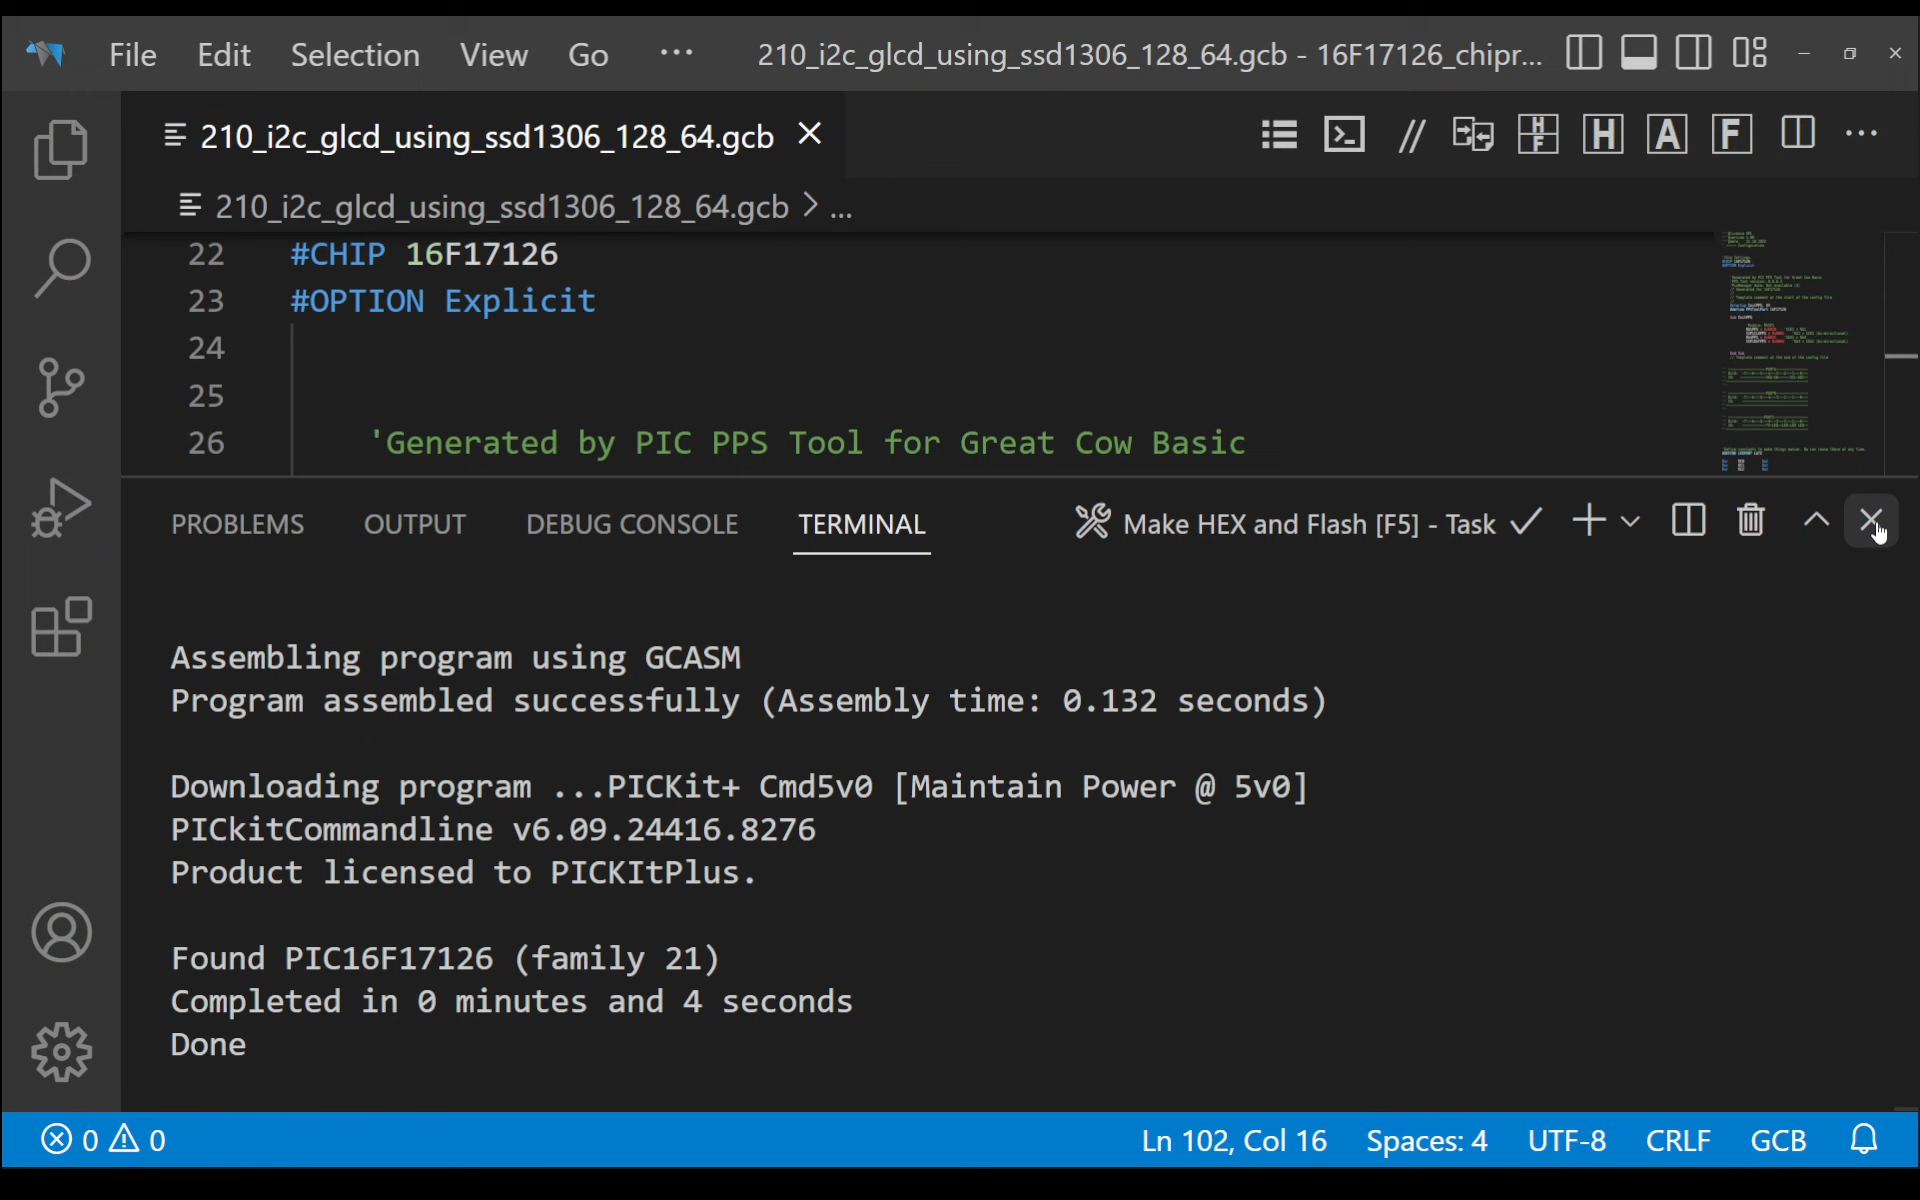 File Edit Selection View Go ··· 210_i2c_glcd_using_ssd1306_128_64.gcb - 16F17126_chipr...
210_i2c_glcd_using_ssd1306_128_64.gcb
// H F H A F ···
210_i2c_glcd_using_ssd1306_128_64.gcb > ...
22 #CHIP 16F17126
23 #OPTION Explicit
24
25
26 'Generated by PIC PPS Tool for Great Cow Basic
PROBLEMS OUTPUT DEBUG CONSOLE TERMINAL Make HEX and Flash [F5] - Task
Assembling program using GCASM
Program assembled successfully (Assembly time: 0.132 seconds)
Downloading program ...PICKit+ Cmd5v0 [Maintain Power @ 5v0]
PICkitCommandline v6.09.24416.8276
Product licensed to PICKItPlus.
Found PIC16F17126 (family 21)
Completed in 0 minutes and 4 seconds
Done
0 0 Ln 102, Col 16 Spaces: 4 UTF-8 CRLF GCB